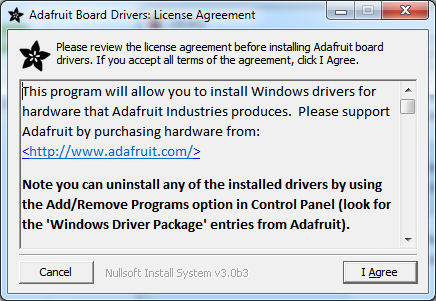 Adafruit Board Drivers: License Agreement
Please review the license agreement before installing Adafruit board
drivers. If you accept all terms of the agreement, click I Agree.
This program will allow you to install Windows drivers for
hardware that Adafruit Industries produces.  Please support
Adafruit by purchasing hardware from:
<http://www.adafruit.com/>
Note you can uninstall any of the installed drivers by using
the Add/Remove Programs option in Control Panel (look for
the 'Windows Driver Package' entries from Adafruit).
Cancel
Nullsoft Install System v3.0b3
I Agree